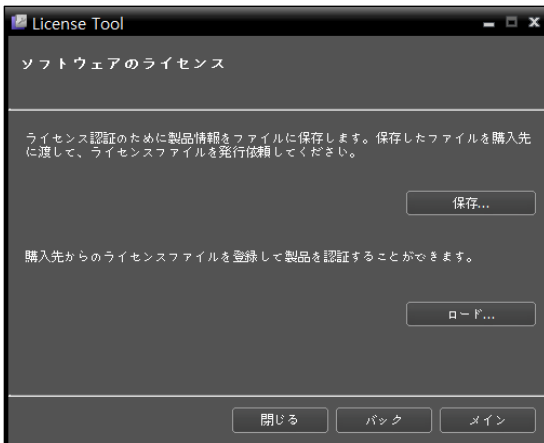 License Tool
ソフトウェアのライセンス
ライセンス認証のために製品情報をファイルに保存します。保存したファイルを購入先
に渡して、ライセンスファイルを発行依頼してください。
保存...
購入先からのライセンスファイルを登録して製品を認証することができます。
ロード...
閉じる バック メイン